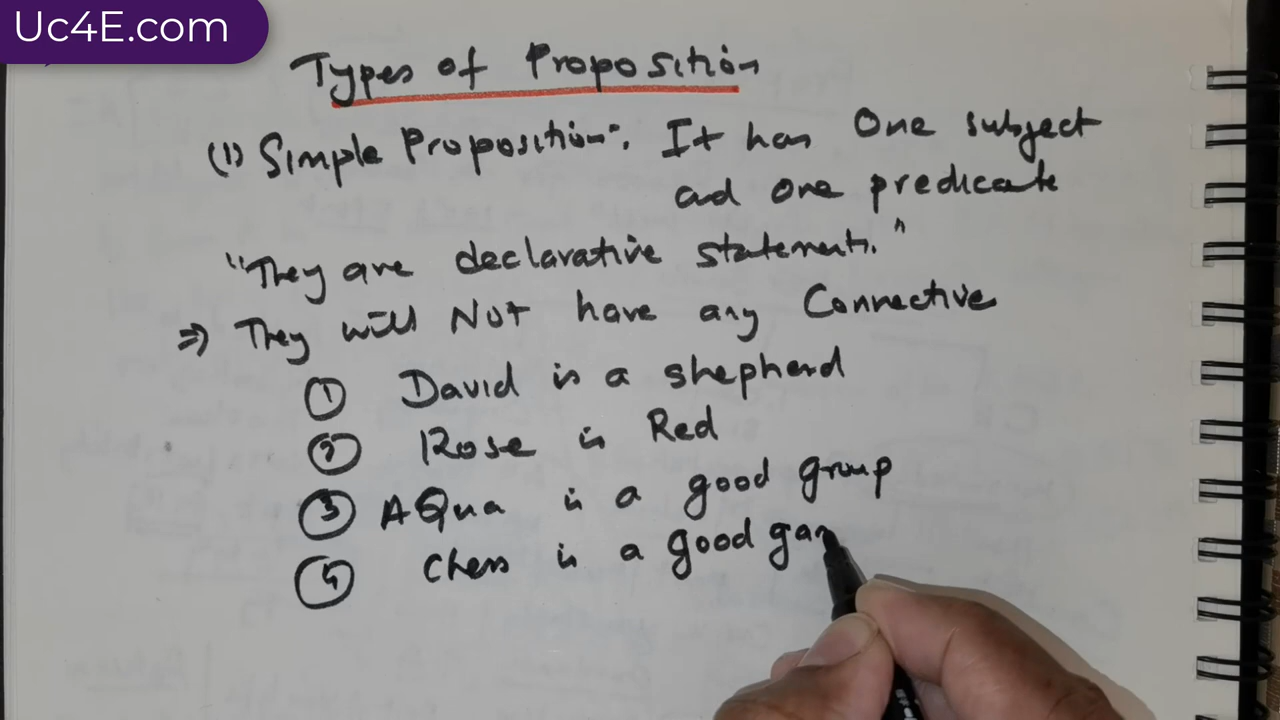 Uc4E.com
Types of Proposition
(1) Simple Proposition: It has One subject
and one predicate
"They are declarative statements."
⇒ They will Not have any Connective
① David is a shepherd
② Rose is Red
③ AQua is a good group
④ Chess is a good gam